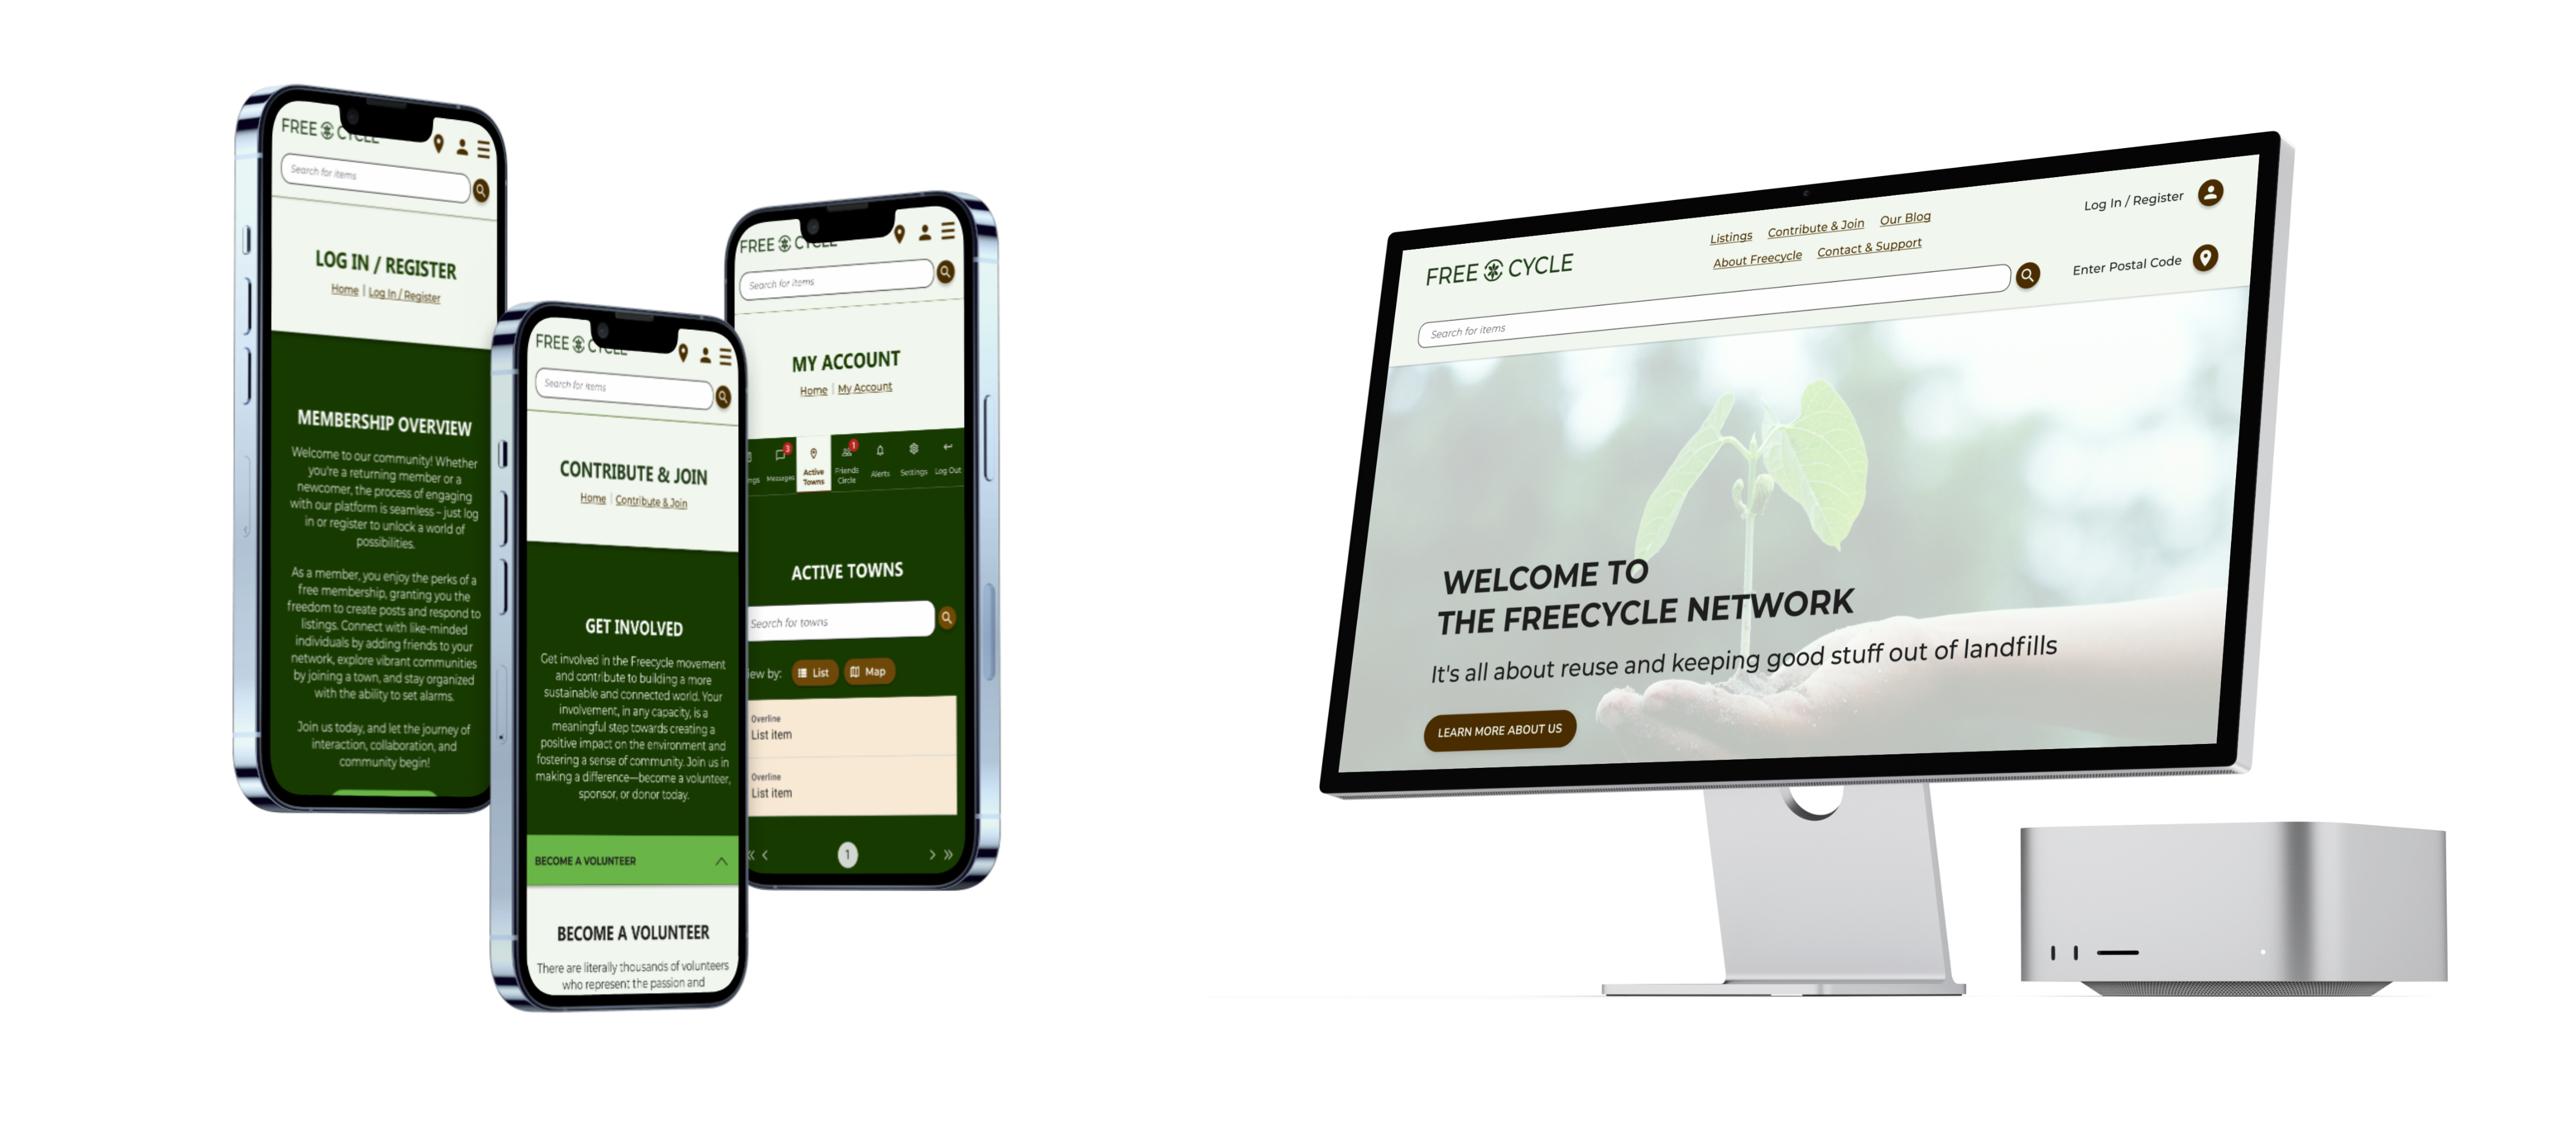 FREE CYCLE
Search for items
LOG IN / REGISTER
Home | Log In / Register
MEMBERSHIP OVERVIEW
Welcome to our community! Whether
you're a returning member or a
newcomer, the process of engaging
with our platform is seamless – just log
in or register to unlock a world of
possibilities.
As a member, you enjoy the perks of a
free membership, granting you the
freedom to create posts and respond to
listings. Connect with like-minded
individuals by adding friends to your
network, explore vibrant communities
by joining a town, and stay organized
with the ability to set alarms.
Join us today, and let the journey of
interaction, collaboration, and
community begin!
FREE CYCLE
Search for items
CONTRIBUTE & JOIN
Home | Contribute & Join
GET INVOLVED
Get involved in the Freecycle movement
and contribute to building a more
sustainable and connected world. Your
involvement, in any capacity, is a
meaningful step towards creating a
positive impact on the environment and
fostering a sense of community. Join us in
making a difference—become a volunteer,
sponsor, or donor today.
BECOME A VOLUNTEER
BECOME A VOLUNTEER
There are literally thousands of volunteers
who represent the passion and
FREE CYCLE
Search for items
MY ACCOUNT
Home | My Account
ngs
3 Messages
Active Towns
1 Friends Circle
Alerts
Settings
Log Out
ACTIVE TOWNS
Search for towns
iew by: List Map
Overline
List item
Overline
List item
« < 1 > »
FREE CYCLE
Listings Contribute & Join Our Blog
About Freecycle Contact & Support
Log In / Register
Enter Postal Code
Search for items
WELCOME TO
THE FREECYCLE NETWORK
It's all about reuse and keeping good stuff out of landfills
LEARN MORE ABOUT US